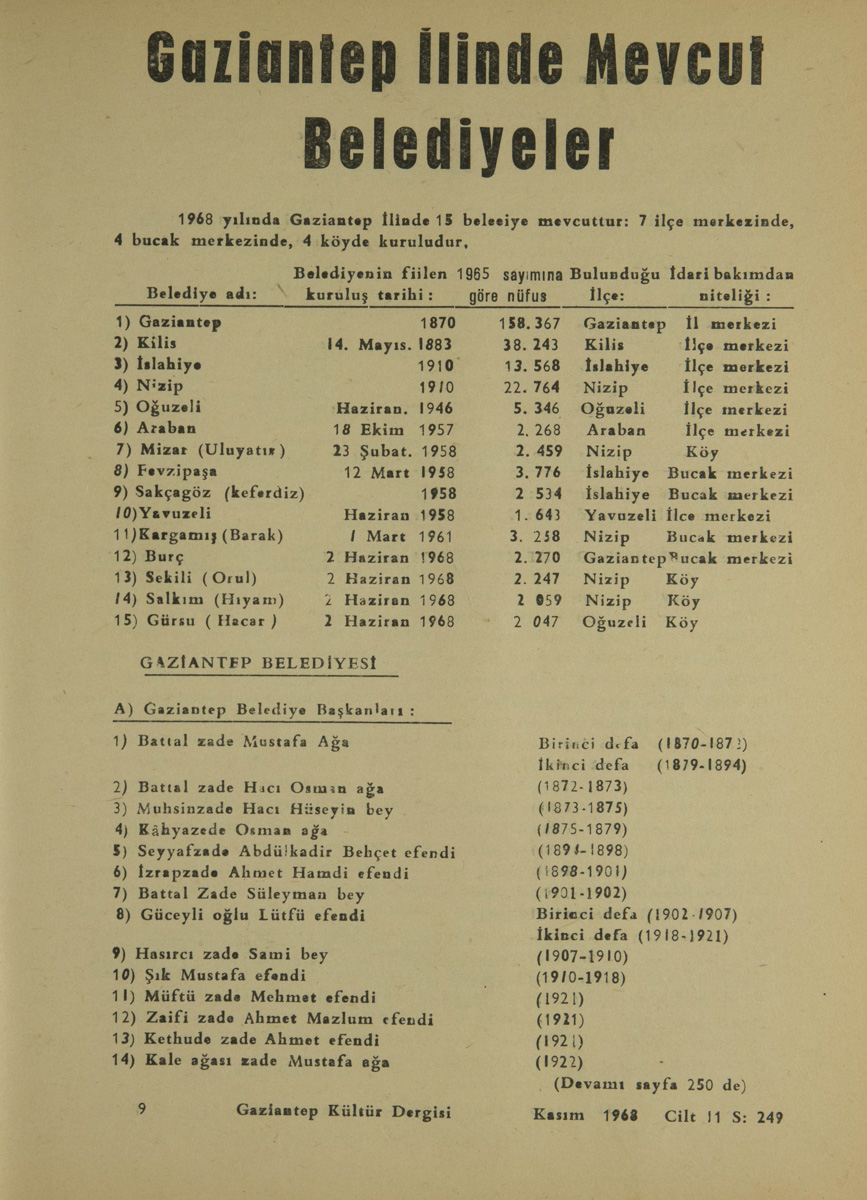 Gaziantep İlinde Mevcut
Belediyeler
1968 yılında Gaziantep İlinde 15 beleeiye mevcuttur: 7 ilçe merkezinde,
4 bucak merkezinde, 4 köyde kuruludur,
Belediyenin fiilen 1965 sayımına Bulunduğu İdari bakımdan
Belediye adı: kuruluş tarihi : göre nüfus İlçe: niteliği :
1) Gaziantep 1870 158.367 Gaziantep İl merkezi
2) Kilis 14. Mayıs. 1883 38. 243 Kilis İlçe merkezi
3) İslahiye 1910 13. 568 İslahiye İlçe merkezi
4) Nizip 1910 22. 764 Nizip İlçe merkezi
5) Oğuzeli Haziran. 1946 5. 346 Oğuzeli İlçe merkezi
6) Araban 18 Ekim 1957 2. 268 Araban İlçe merkezi
7) Mizar (Uluyatır) 23 Şubat. 1958 2. 459 Nizip Köy
8) Fevzipaşa 12 Mart 1958 3. 776 İslahiye Bucak merkezi
9) Sakçagöz (keferdiz) 1958 2 534 İslahiye Bucak merkezi
10)Yavuzeli Haziran 1958 1. 643 Yavuzeli İlce merkezi
11)Kargamış (Barak) 1 Mart 1961 3. 258 Nizip Bucak merkezi
12) Burç 2 Haziran 1968 2. 270 Gaziantep Bucak merkezi
13) Sekili (Orul) 2 Haziran 1968 2. 247 Nizip Köy
14) Salkım (Hıyam) 2 Haziran 1968 2 059 Nizip Köy
15) Gürsu ( Hacar ) 2 Haziran 1968 2 047 Oğuzeli Köy
GAZİANTEP BELEDİYESİ
A) Gaziantep Belediye Başkanları :
1) Battal zade Mustafa Ağa Birinci defa (1870-1872)
İkinci defa (1879-1894)
2) Battal zade Hacı Osman ağa (1872-1873)
3) Muhsinzade Hacı Hüseyin bey (1873-1875)
4) Kâhyazede Osman ağa (1875-1879)
5) Seyyafzade Abdülkadir Behçet efendi (1894-1898)
6) İzrapzade Ahmet Hamdi efendi (1898-1901)
7) Battal Zade Süleyman bey (1901-1902)
8) Güceyli oğlu Lütfü efendi Birinci defa (1902-1907)
İkinci defa (1918-1921)
9) Hasırcı zade Sami bey (1907-1910)
10) Şık Mustafa efendi (1910-1918)
11) Müftü zade Mehmet efendi (1921)
12) Zaifi zade Ahmet Mazlum efendi (1921)
13) Kethude zade Ahmet efendi (1921)
14) Kale ağası zade Mustafa ağa (1922)
(Devamı sayfa 250 de)
9 Gaziantep Kültür Dergisi Kasım 1968 Cilt 11 S: 249